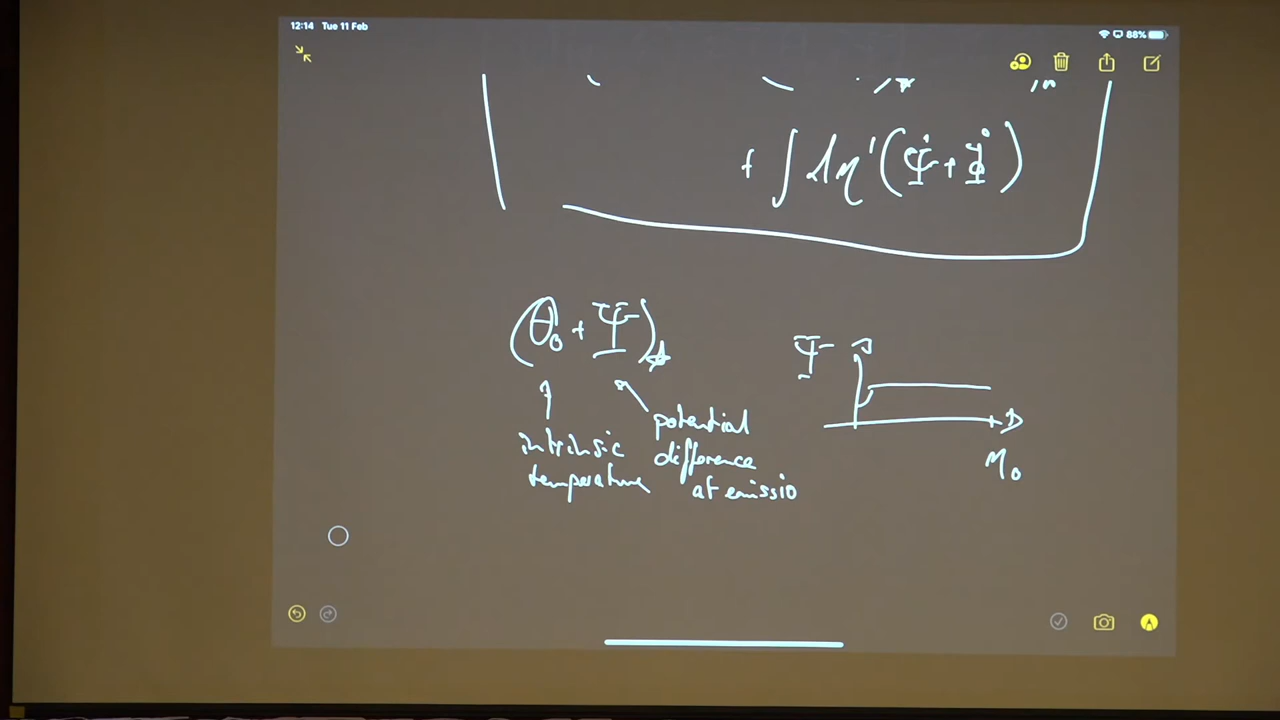 12:14 Tue 11 Feb
88%
+ ∫ dη' (Ψ̇ + Φ̇)
(Θ₀ + Ψ)⁎
Ψ
intrinsic
temperature
potential
difference
at emissio
η₀